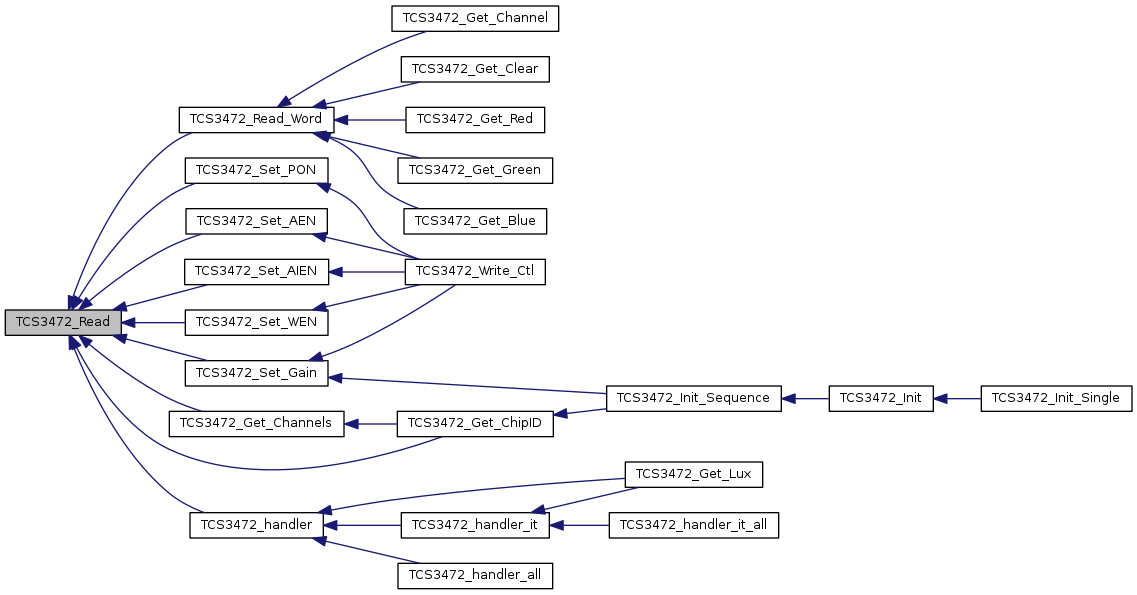 TCS3472_Get_Channel
TCS3472_Get_Clear
TCS3472_Read_Word
TCS3472_Get_Red
TCS3472_Set_PON
TCS3472_Get_Green
TCS3472_Set_AEN
TCS3472_Get_Blue
TCS3472_Set_AIEN
TCS3472_Write_Ctl
TCS3472_Read
TCS3472_Set_WEN
TCS3472_Set_Gain
TCS3472_Init_Sequence
TCS3472_Init
TCS3472_Init_Single
TCS3472_Get_Channels
TCS3472_Get_ChipID
TCS3472_Get_Lux
TCS3472_handler
TCS3472_handler_it
TCS3472_handler_it_all
TCS3472_handler_all